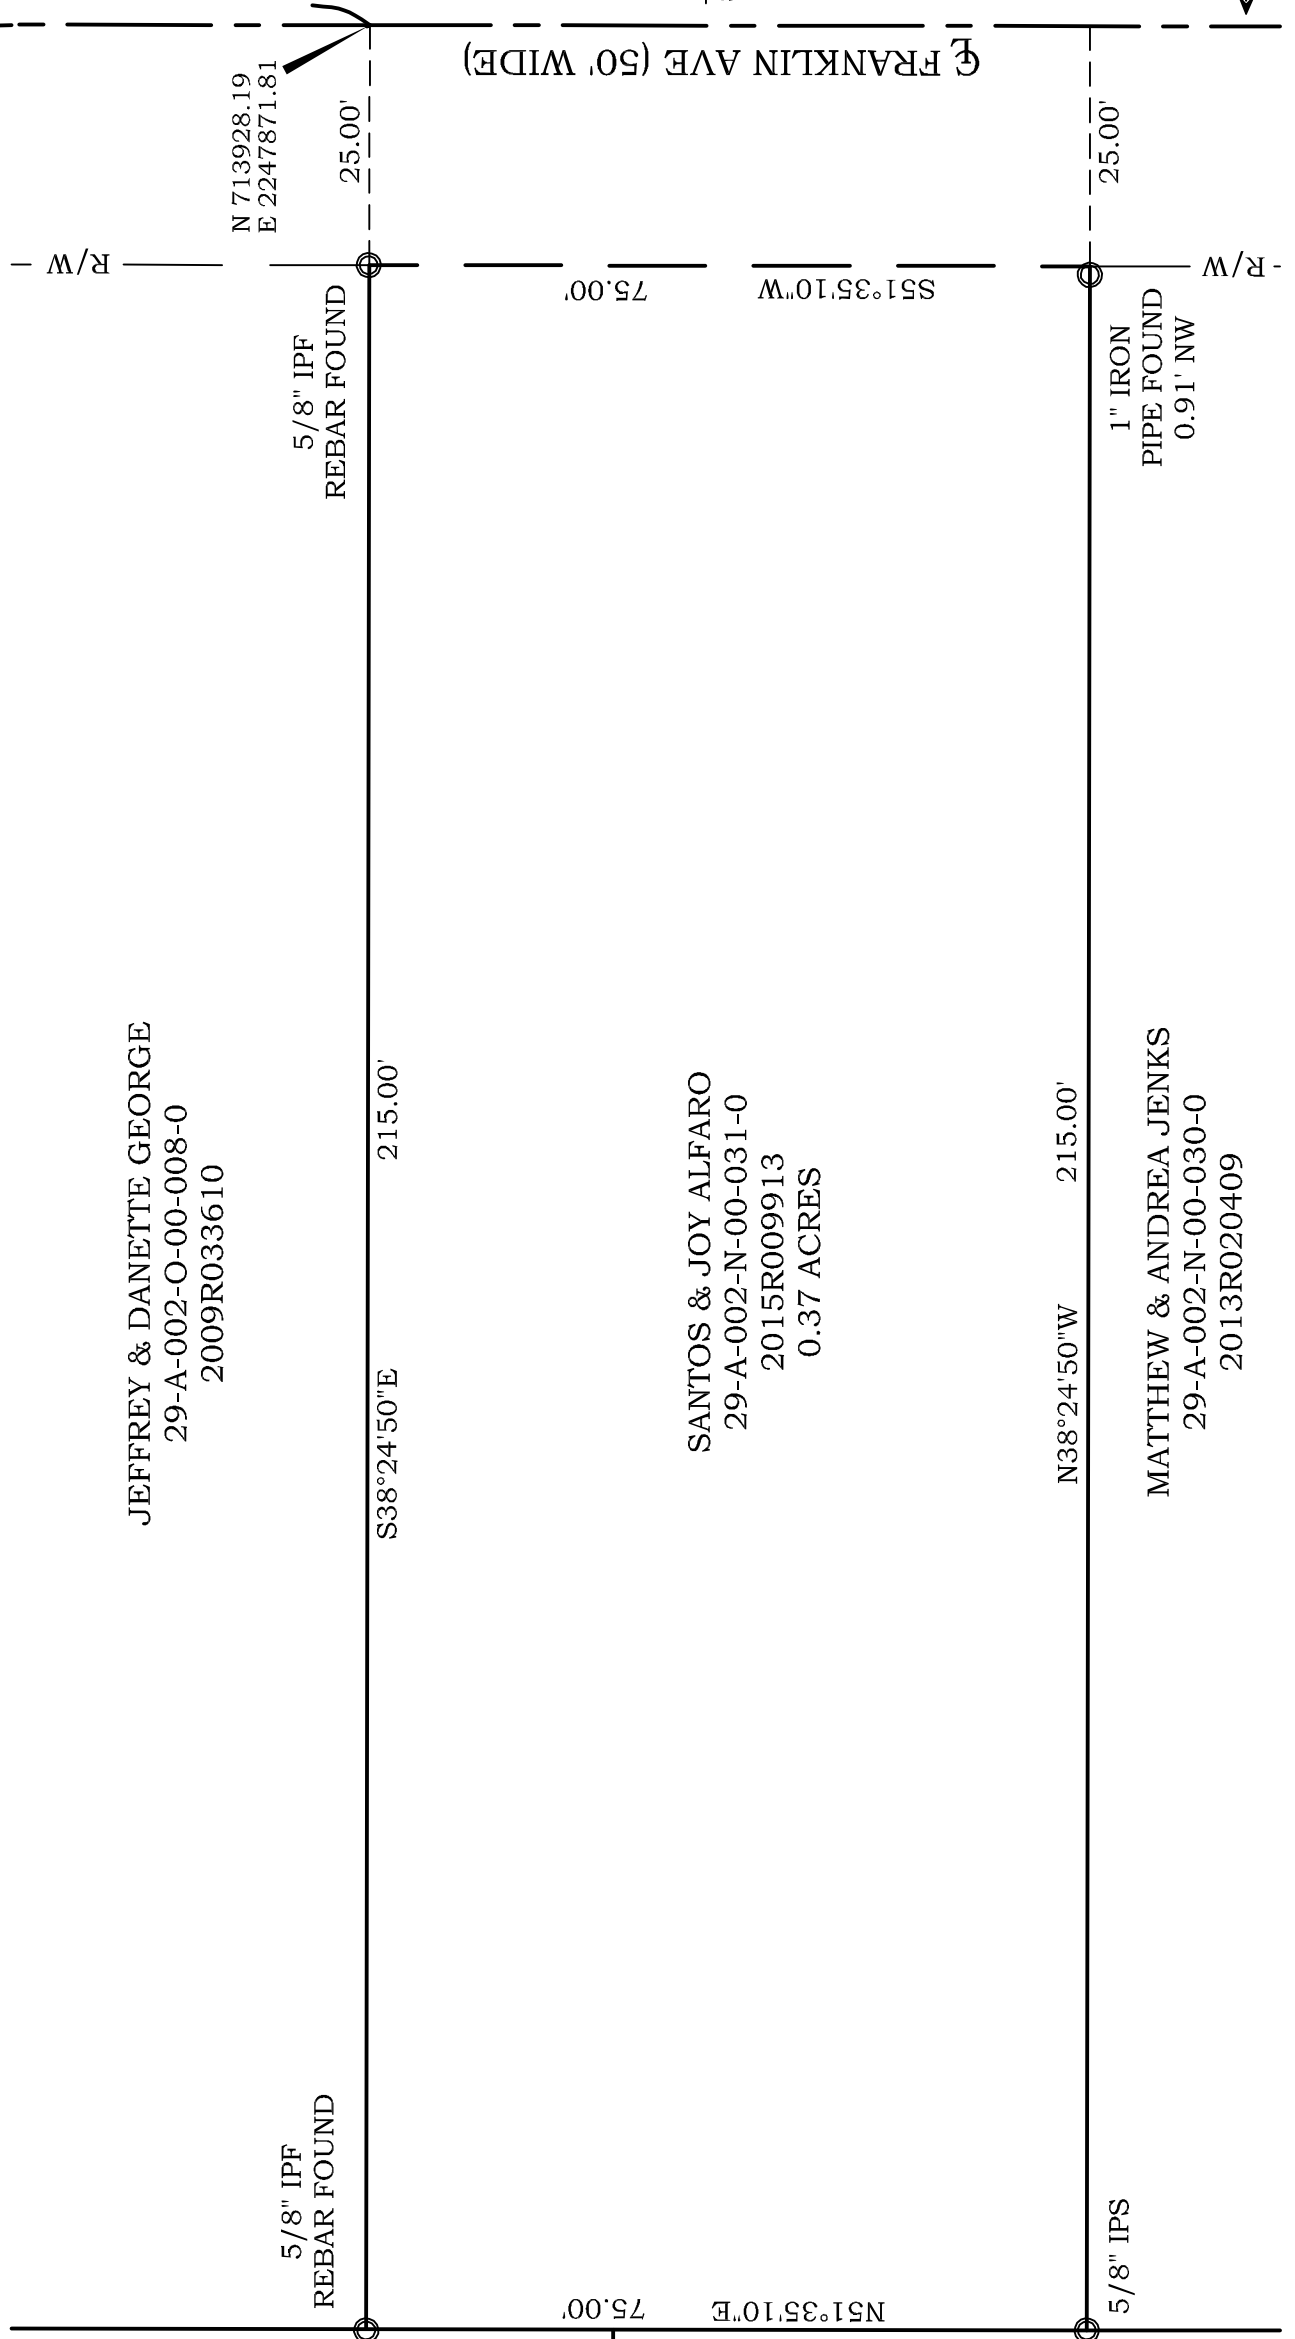 ℄ FRANKLIN AVE (50' WIDE)
N 713928.19
E 2247871.81
25.00'
25.00'
R/W
R/W
75.00'
S51°35'10"W
5/8" IPF
REBAR FOUND
1" IRON
PIPE FOUND
0.91' NW
JEFFREY & DANETTE GEORGE
29-A-002-O-00-008-0
2009R033610
S38°24'50"E
215.00'
SANTOS & JOY ALFARO
29-A-002-N-00-031-0
2015R009913
0.37 ACRES
N38°24'50"W
215.00'
MATTHEW & ANDREA JENKS
29-A-002-N-00-030-0
2013R020409
5/8" IPF
REBAR FOUND
5/8" IPS
75.00'
N51°35'10"E